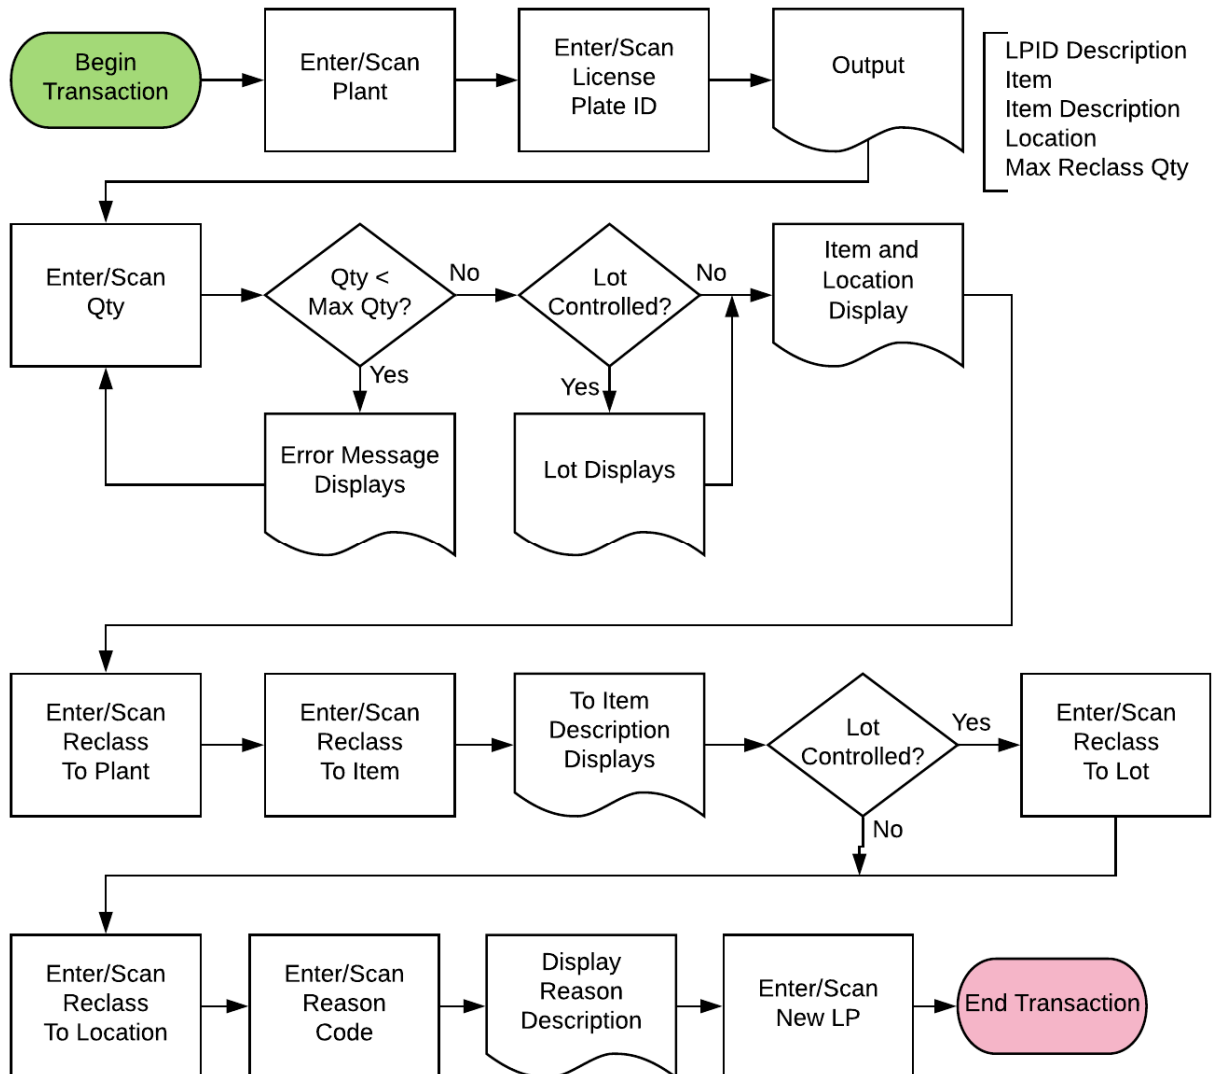 Begin
Transaction
Enter/Scan
Plant
Enter/Scan
License
Plate ID
Output
LPID Description
Item
Item Description
Location
Max Reclass Qty
Enter/Scan
Qty
Qty <
Max Qty?
No
Yes
Lot
Controlled?
No
Yes
Item and
Location
Display
Error Message
Displays
Lot Displays
Enter/Scan
Reclass
To Plant
Enter/Scan
Reclass
To Item
To Item
Description
Displays
Lot
Controlled?
Yes
No
Enter/Scan
Reclass
To Lot
Enter/Scan
Reclass
To Location
Enter/Scan
Reason
Code
Display
Reason
Description
Enter/Scan
New LP
End Transaction